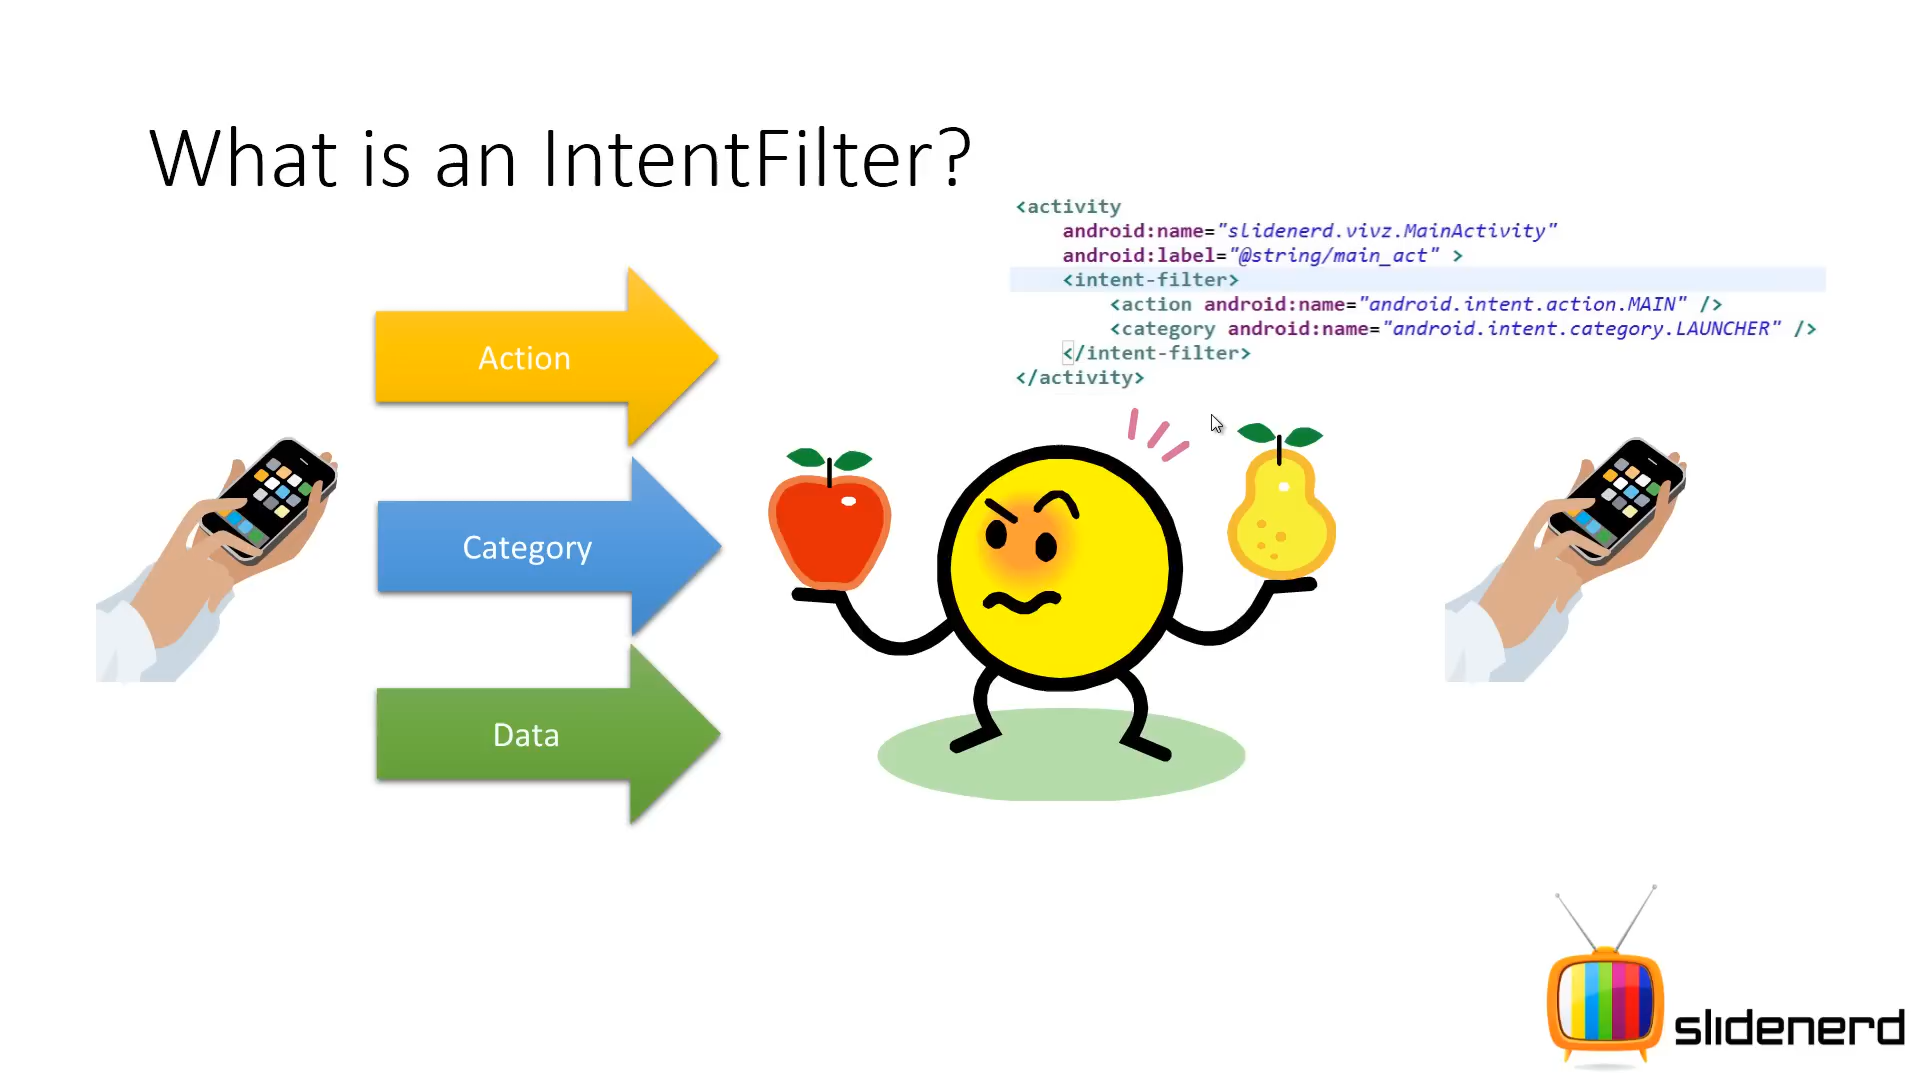 What is an IntentFilter?
<activity
android:name="slidenerd.vivz.MainActivity"
android:label="@string/main_act" >
<intent-filter>
<action android:name="android.intent.action.MAIN" />
<category android:name="android.intent.category.LAUNCHER" />
</intent-filter>
</activity>
Action
Category
Data
slidenerd